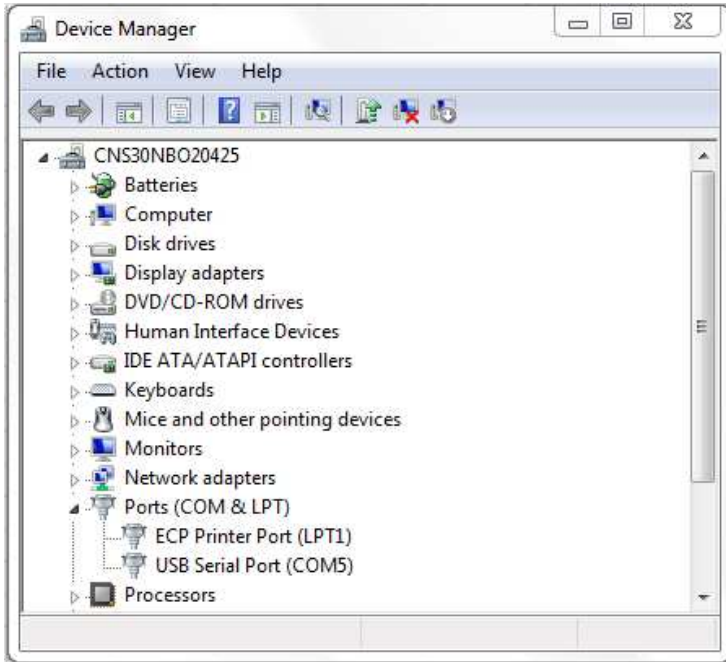 Device Manager
File Action View Help
CNS30NBO20425
Batteries
Computer
Disk drives
Display adapters
DVD/CD-ROM drives
Human Interface Devices
IDE ATA/ATAPI controllers
Keyboards
Mice and other pointing devices
Monitors
Network adapters
Ports (COM & LPT)
ECP Printer Port (LPT1)
USB Serial Port (COM5)
Processors